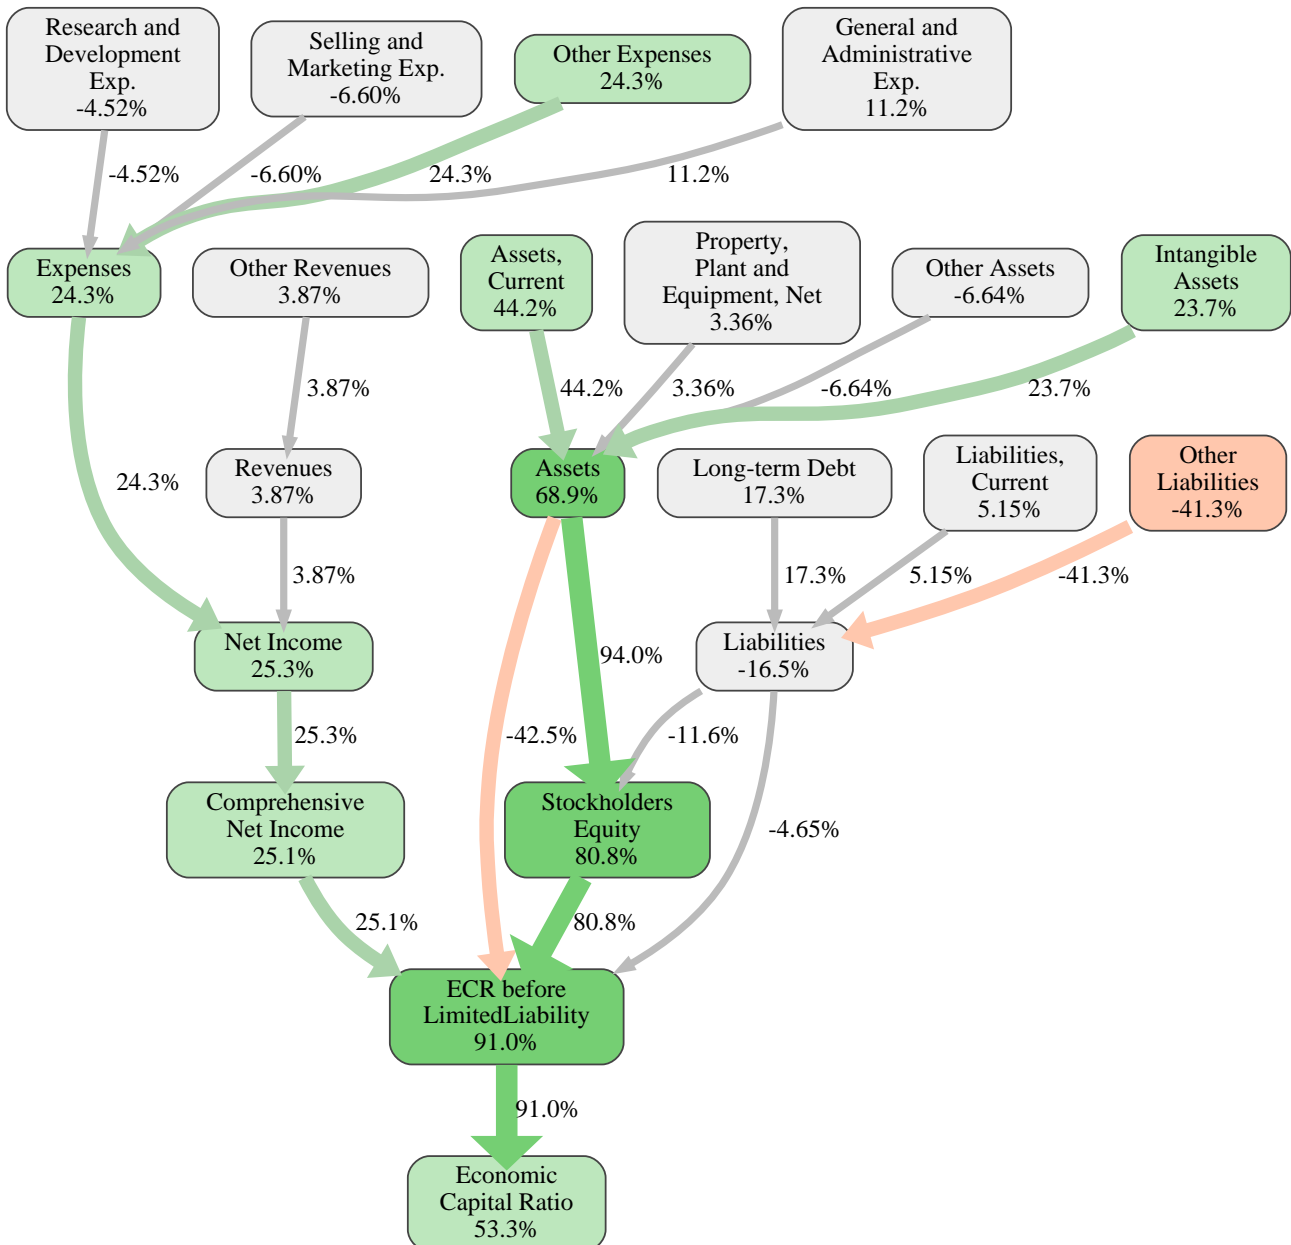 Research and
Development
Exp.
-4.52%
Selling and
Marketing Exp.
-6.60%
Other Expenses
24.3%
General and
Administrative
Exp.
11.2%
-4.52%
-6.60%
24.3%
11.2%
Expenses
24.3%
Other Revenues
3.87%
Assets,
Current
44.2%
Property,
Plant and
Equipment, Net
3.36%
Other Assets
-6.64%
Intangible
Assets
23.7%
3.87%
44.2%
3.36%
-6.64%
23.7%
24.3%
Revenues
3.87%
Assets
68.9%
Long-term Debt
17.3%
Liabilities,
Current
5.15%
Other
Liabilities
-41.3%
3.87%
17.3%
5.15%
-41.3%
Net Income
25.3%
94.0%
Liabilities
-16.5%
25.3%
-42.5%
-11.6%
Comprehensive
Net Income
25.1%
Stockholders
Equity
80.8%
-4.65%
25.1%
80.8%
ECR before
LimitedLiability
91.0%
91.0%
Economic
Capital Ratio
53.3%